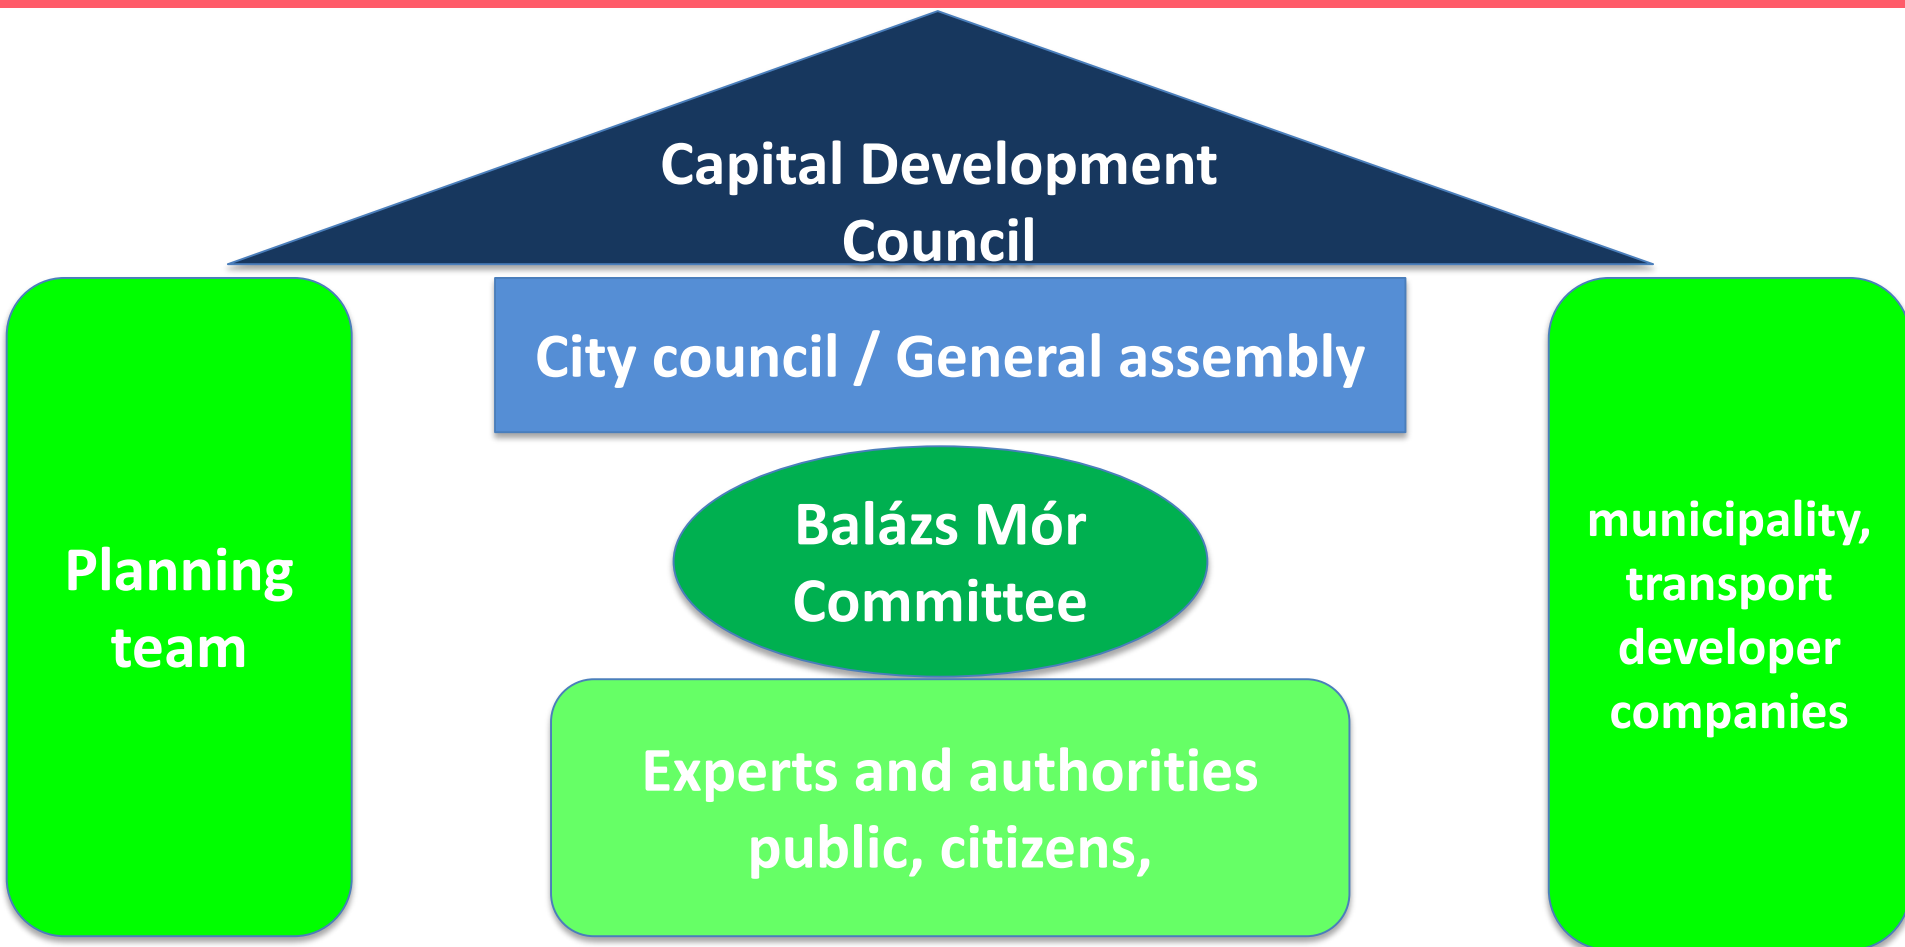 Capital Development
Council
City council / General assembly
Balázs Mór
Committee
Planning
team
municipality,
transport
developer
companies
Experts and authorities
public, citizens,